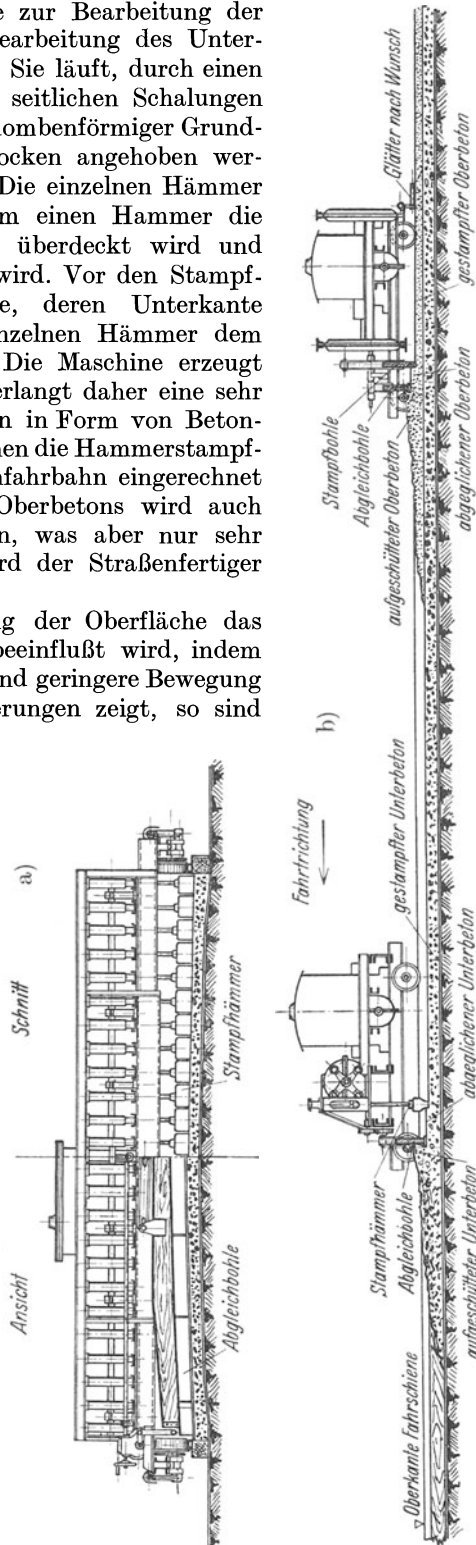 e zur Bearbeitung der
earbeitung des Unter-
Sie läuft, durch einen
seitlichen Schalungen
ombenförmiger Grund-
ocken angehoben wer-
Die einzelnen Hämmer
m einen Hammer die
überdeckt wird und
wird. Vor den Stampf-
e, deren Unterkante
nzelnen Hämmer dem
Die Maschine erzeugt
erlangt daher eine sehr
n in Form von Beton-
nen die Hammerstampf-
nfahrbahn eingerechnet
Oberbetons wird auch
n, was aber nur sehr
rd der Straßenfertiger
g der Oberfläche das
beeinflußt wird, indem
nd geringere Bewegung
erungen zeigt, so sind
a)
Ansicht
Schnitt
Abgleichbohle
Stampfhämmer
b)
Fahrtrichtung
Oberkante Fahrschiene
Stampfhämmer
Abgleichbohle
aufgeschütteter Unterbeton
abgeglichener Unterbeton
gestampfter Unterbeton
aufgeschütteter Oberbeton
Abgleichbohle
Stampfbohle
Glätter nach Wunsch
abgeglichener Oberbeton
gestampfter Oberbeton